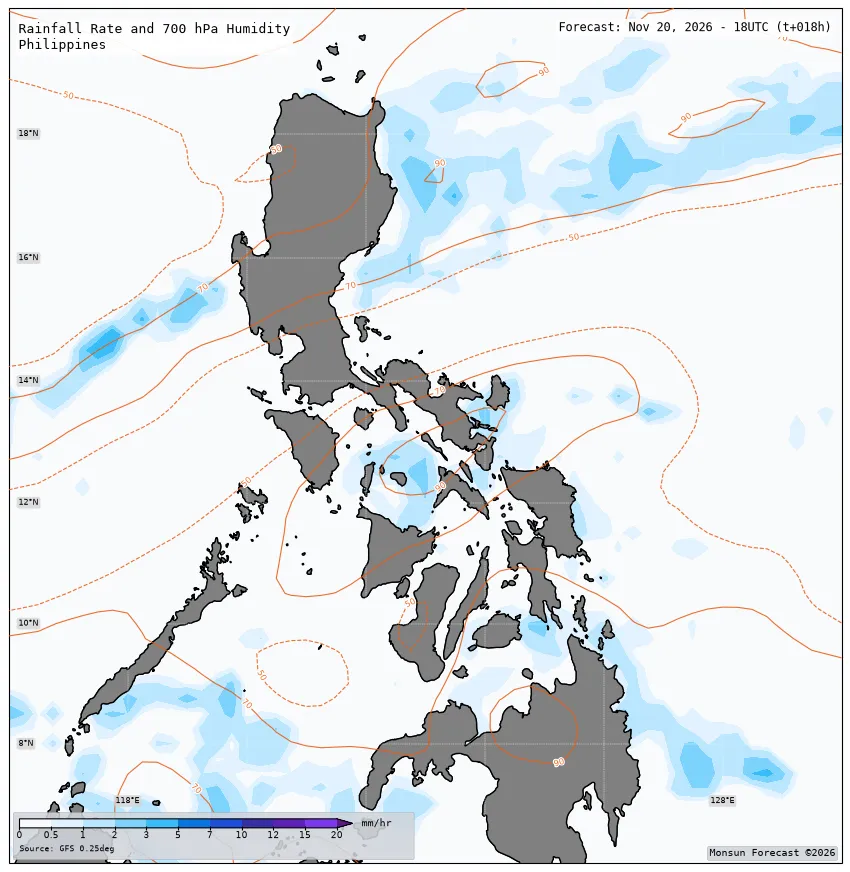 Rainfall Rate and 700 hPa Humidity
Philippines
Forecast: Nov 20, 2026 - 18UTC (t+018h)
90
50
90
18°N
50
90
50
16°N
70
70
14°N
70
50
90
12°N
50
10°N
50
70
8°N
90
70
118°E
128°E
0 0.5 1 2 3 5 7 10 12 15 20 mm/hr
Source: GFS 0.25deg
Monsun Forecast ©2026